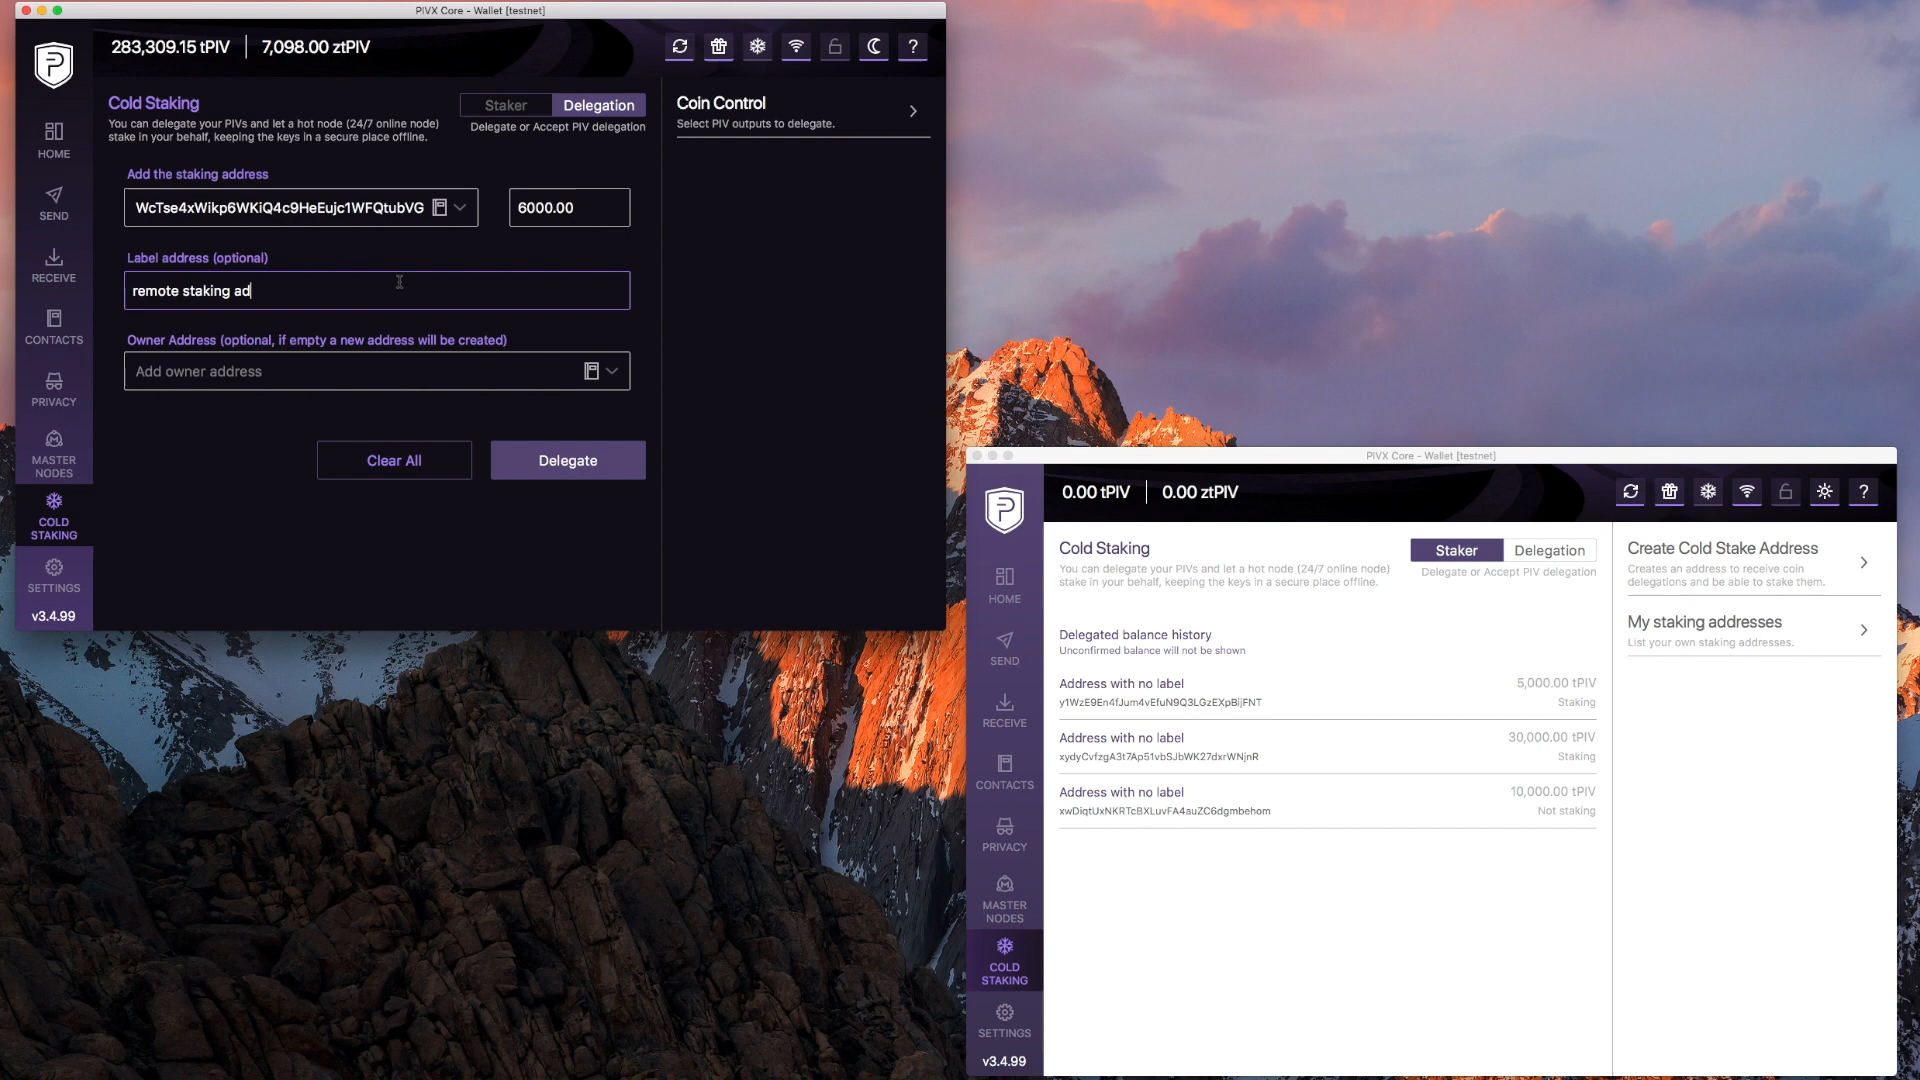 PIVX Core - Wallet [testnet]
283,309.15 tPIV
7,098.00 ztPIV
?
HOME
SEND
RECEIVE
CONTACTS
PRIVACY
MASTER
NODES
COLD
STAKING
SETTINGS
v3.4.99
Cold Staking
You can delegate your PIVs and let a hot node (24/7 online node)
stake in your behalf, keeping the keys in a secure place offline.
Staker
Delegation
Delegate or Accept PIV delegation
Add the staking address
WcTse4xWikp6WKiQ4c9HeEujc1WFQtubVG
6000.00
Label address (optional)
remote staking ad
Owner Address (optional, if empty a new address will be created)
Add owner address
Clear All
Delegate
Coin Control
Select PIV outputs to delegate.
PIVX Core - Wallet [testnet]
0.00 tPIV
0.00 ztPIV
?
HOME
SEND
RECEIVE
CONTACTS
PRIVACY
MASTER
NODES
COLD
STAKING
SETTINGS
v3.4.99
Cold Staking
You can delegate your PIVs and let a hot node (24/7 online node)
stake in your behalf, keeping the keys in a secure place offline.
Staker
Delegation
Delegate or Accept PIV delegation
Delegated balance history
Unconfirmed balance will not be shown
Address with no label
5,000.00 tPIV
y1WzE9En4fJum4vEfuN9Q3LGzEXpBijFNT
Staking
Address with no label
30,000.00 tPIV
xydyCvfzgA3t7Ap51vbSJbWK27dxrWNjnR
Staking
Address with no label
10,000.00 tPIV
xwDiqtUxNKRTcBXLuvFA4auZC6dgmbehom
Not staking
Create Cold Stake Address
Creates an address to receive coin
delegations and be able to stake them.
My staking addresses
List your own staking addresses.